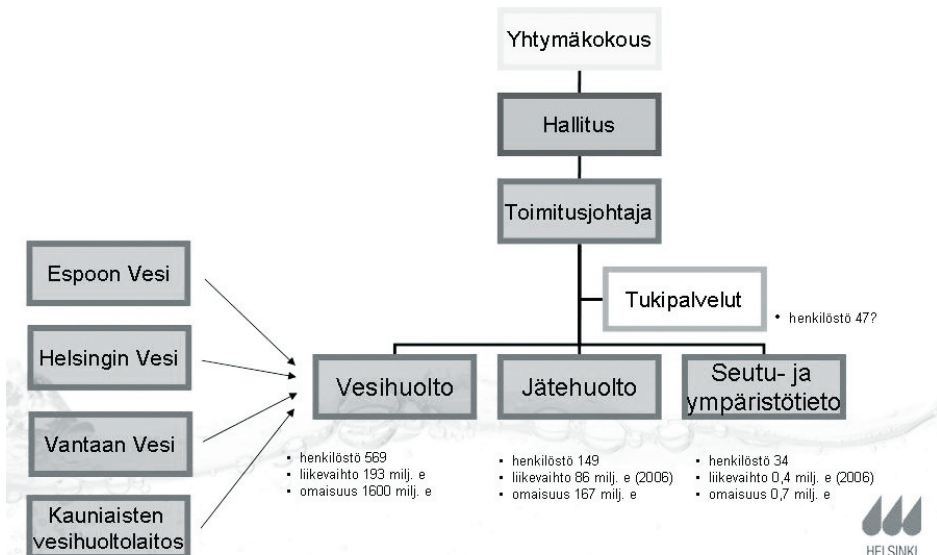 Yhtymäkokous
Hallitus
Toimitusjohtaja
Tukipalvelut
• henkilöstö 47?
Espoon Vesi
Helsingin Vesi
Vantaan Vesi
Kauniaisten
vesihuoltolaitos
Vesihuolto
• henkilöstö 569
• liikevaihto 193 milj. e
• omaisuus 1600 milj. e
Jätehuolto
• henkilöstö 149
• liikevaihto 86 milj. e (2006)
• omaisuus 167 milj. e
Seutu- ja
ympäristötieto
• henkilöstö 34
• liikevaihto 0,4 milj. e (2006)
• omaisuus 0,7 milj. e
HELSINKI